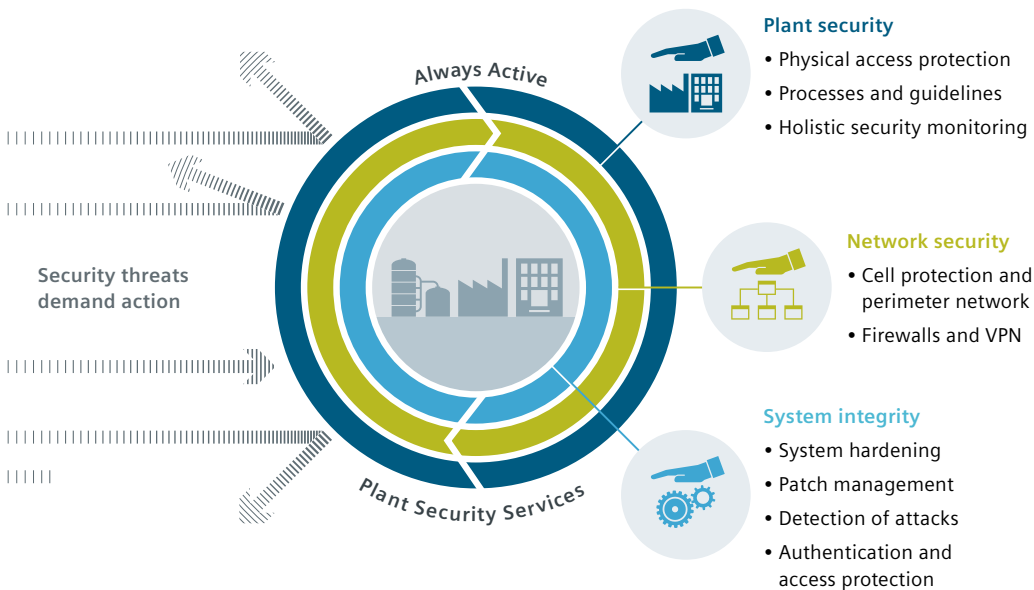 Always Active
Plant security
• Physical access protection
• Processes and guidelines
• Holistic security monitoring
Security threats
demand action
Network security
• Cell protection and
perimeter network
• Firewalls and VPN
System integrity
• System hardening
• Patch management
• Detection of attacks
• Authentication and
access protection
Plant Security Services